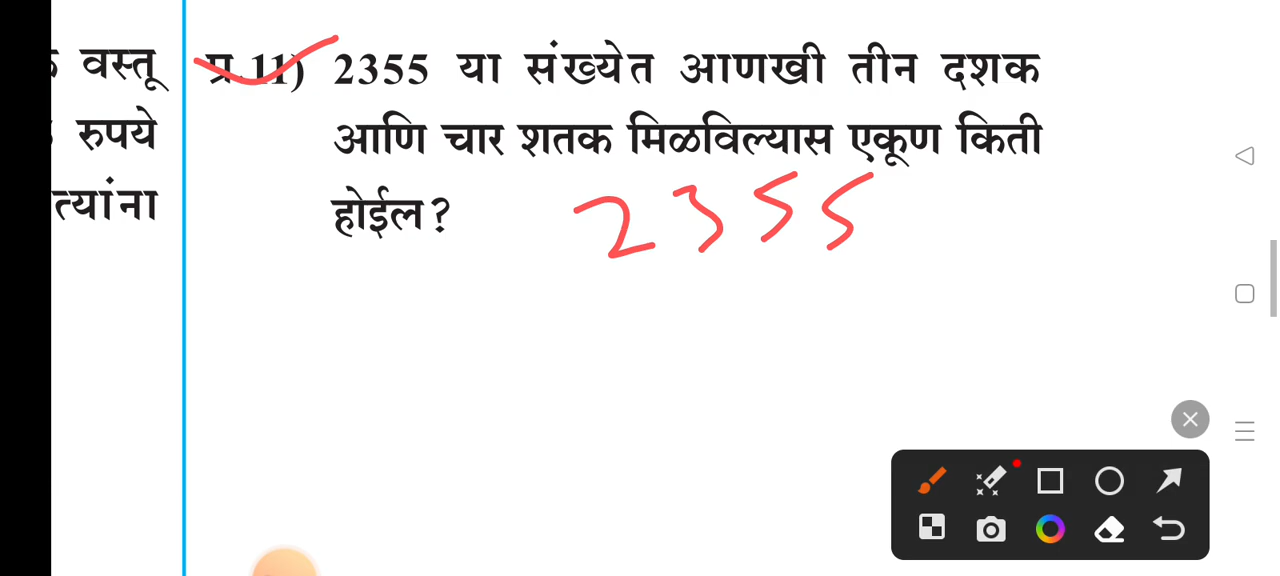 वस्तू
रुपये
त्यांना
प्र.11) 2355 या संख्येत आणखी तीन दशक
आणि चार शतक मिळविल्यास एकूण किती
होईल?
2355